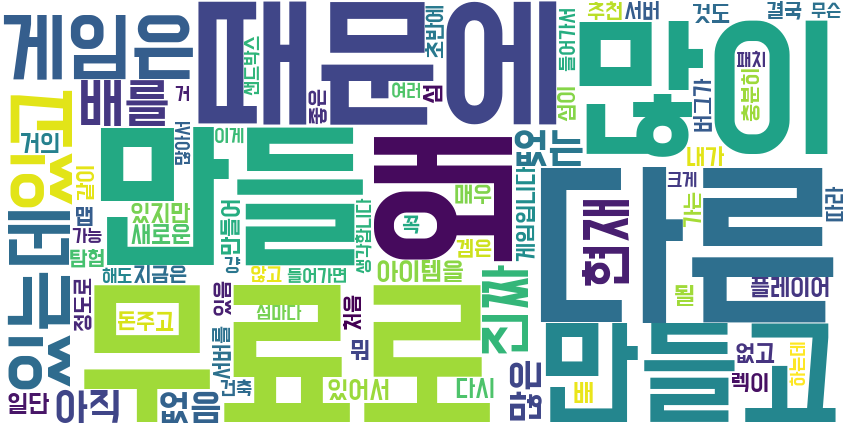 게임은
때문에
많이
추천
서버
것도
결국
무슨
초반에
들어가서
샌드박스
배를
거
좋은
여러
섬
섬이
버그가
패치
충분히
있고
거의
많아서
이게
만들
왜
없는
내가
다른
같이
맵
있지만
새로운
만들어
매우
꼭
게임입니다
크게
가는
따라
현재
가능
탐험
걍
생각합니다
겜은
있는데
해도
지금은
않고
들어가면
아이템을
진짜
플레이어
될
정도로
무료로
돈주고
있음
섬마다
처음
서버를
뭔
만들고
없고
하는데
렉이
건축
있어서
다시
많은
배
일단
아직
없음